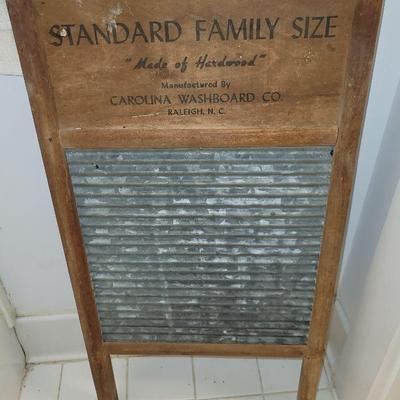 STANDARD FAMILY SIZE
"Made of Hardwood"
Manufactured By
CAROLINA WASHBOARD CO.
RALEIGH, N. C.